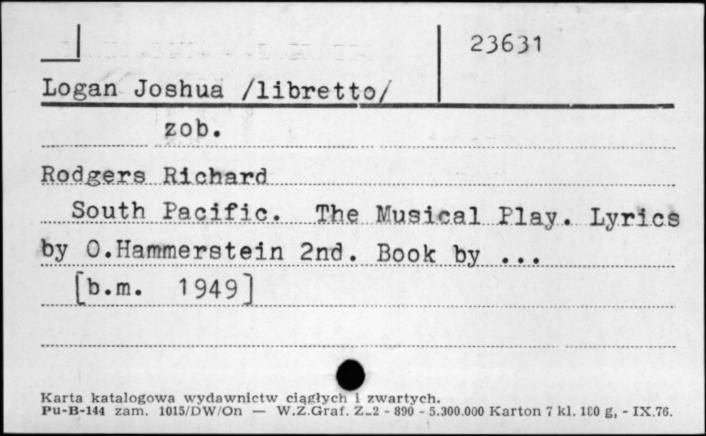 23631
Logan Joshua /libretto/
zob.
Rodgers Richard
South Pacific. The Musical Play. Lyrics
by O.Hammerstein 2nd. Book by ...
[b.m. 1949]
Karta katalogowa wydawnictw ciągłych i zwartych.
Pu-B-144 zam. 1015/DW/On — W.Z.Graf. Z-2 - 890 - 5.300.000 Karton 7 kl. 180 g, - IX.76.